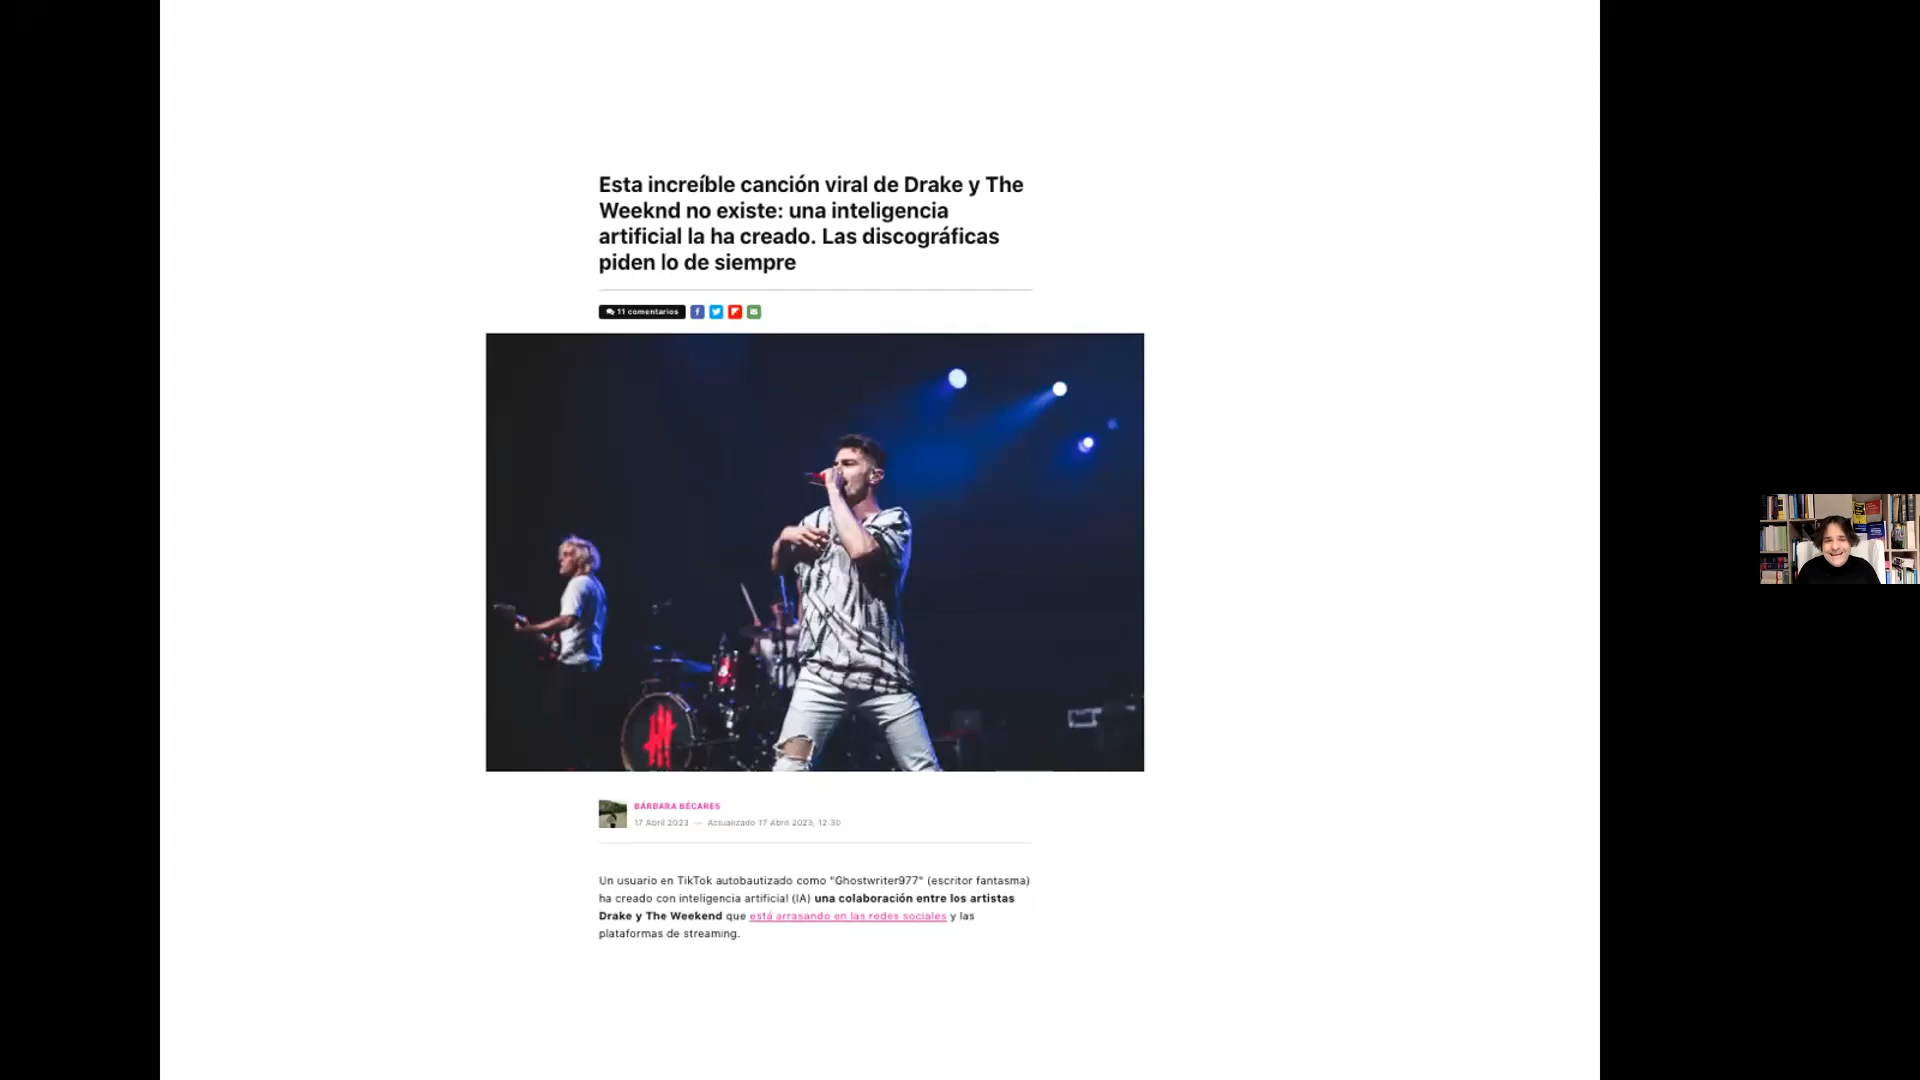 Esta increíble canción viral de Drake y The
Weeknd no existe: una inteligencia
artificial la ha creado. Las discográficas
piden lo de siempre
11 comentarios
BÁRBARA BÉCARES
17 Abril 2023 — Actualizado 17 Abril 2023, 12:30
Un usuario en TikTok autobautizado como "Ghostwriter977" (escritor fantasma)
ha creado con inteligencia artificial (IA) una colaboración entre los artistas
Drake y The Weekend que está arrasando en las redes sociales y las
plataformas de streaming.